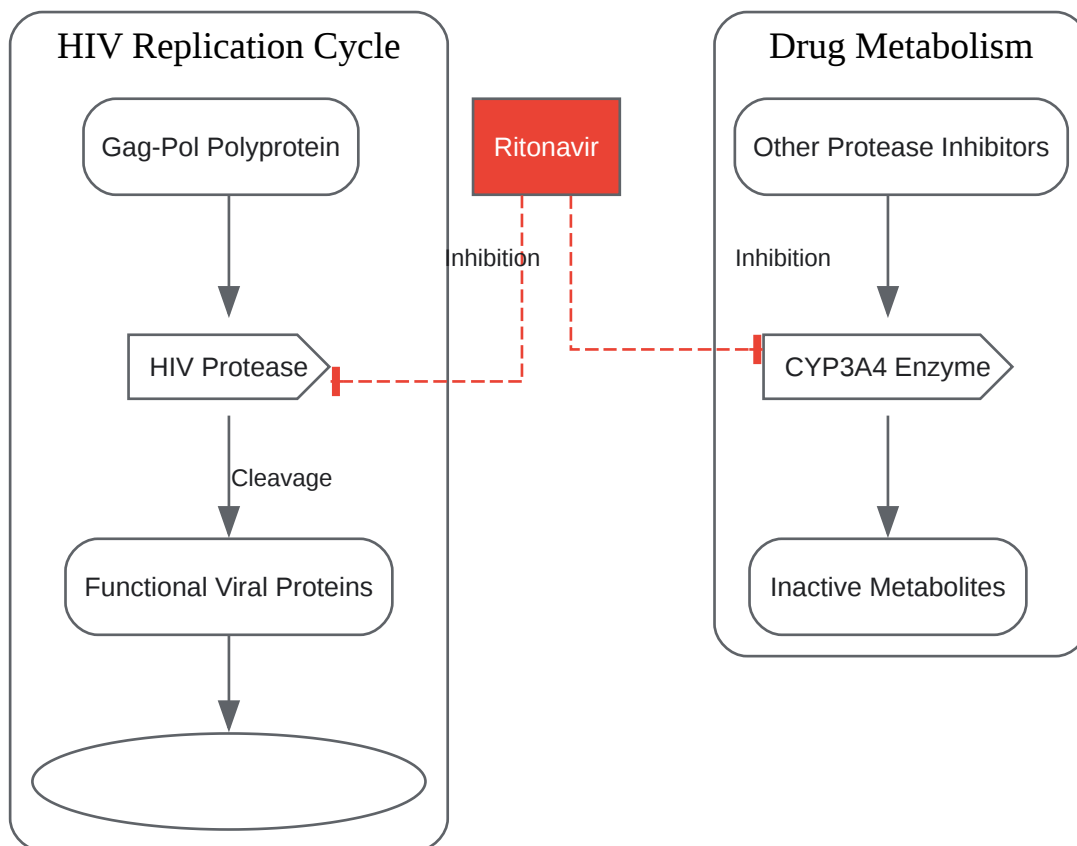 HIV Replication Cycle
Gag-Pol Polyprotein
HIV Protease
Cleavage
Functional Viral Proteins
Ritonavir
Inhibition
Drug Metabolism
Other Protease Inhibitors
Inhibition
CYP3A4 Enzyme
Inactive Metabolites